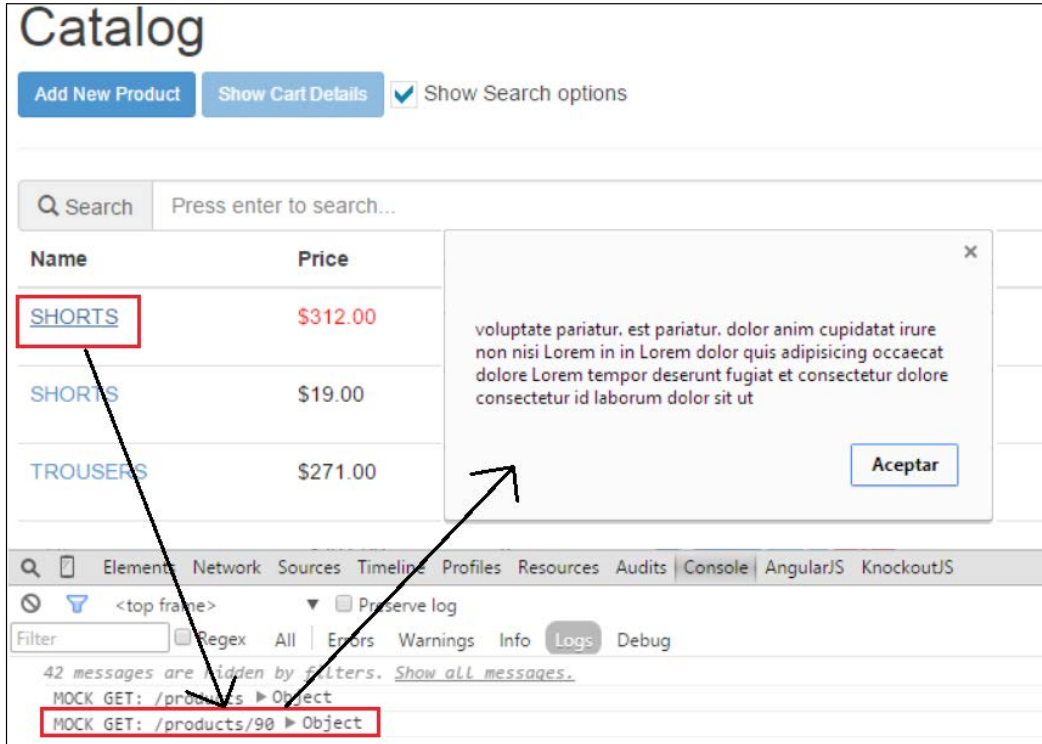 Catalog
Add New Product Show Cart Details Show Search options
Search Press enter to search...
Name Price
×
SHORTS $312.00
voluptate pariatur. est pariatur. dolor anim cupidatat irure
non nisi Lorem in in Lorem dolor quis adipisicing occaecat
dolore Lorem tempor deserunt fugiat et consectetur dolore
consectetur id laborum dolor sit ut
SHORTS $19.00
Aceptar
TROUSERS $271.00
Elements Network Sources Timeline Profiles Resources Audits Console AngularJS KnockoutJS
<top frame> ▼ Preserve log
Filter Regex All Errors Warnings Info Logs Debug
42 messages are hidden by filters. Show all messages.
MOCK GET: /products ▶ Object
MOCK GET: /products/90 ▶ Object